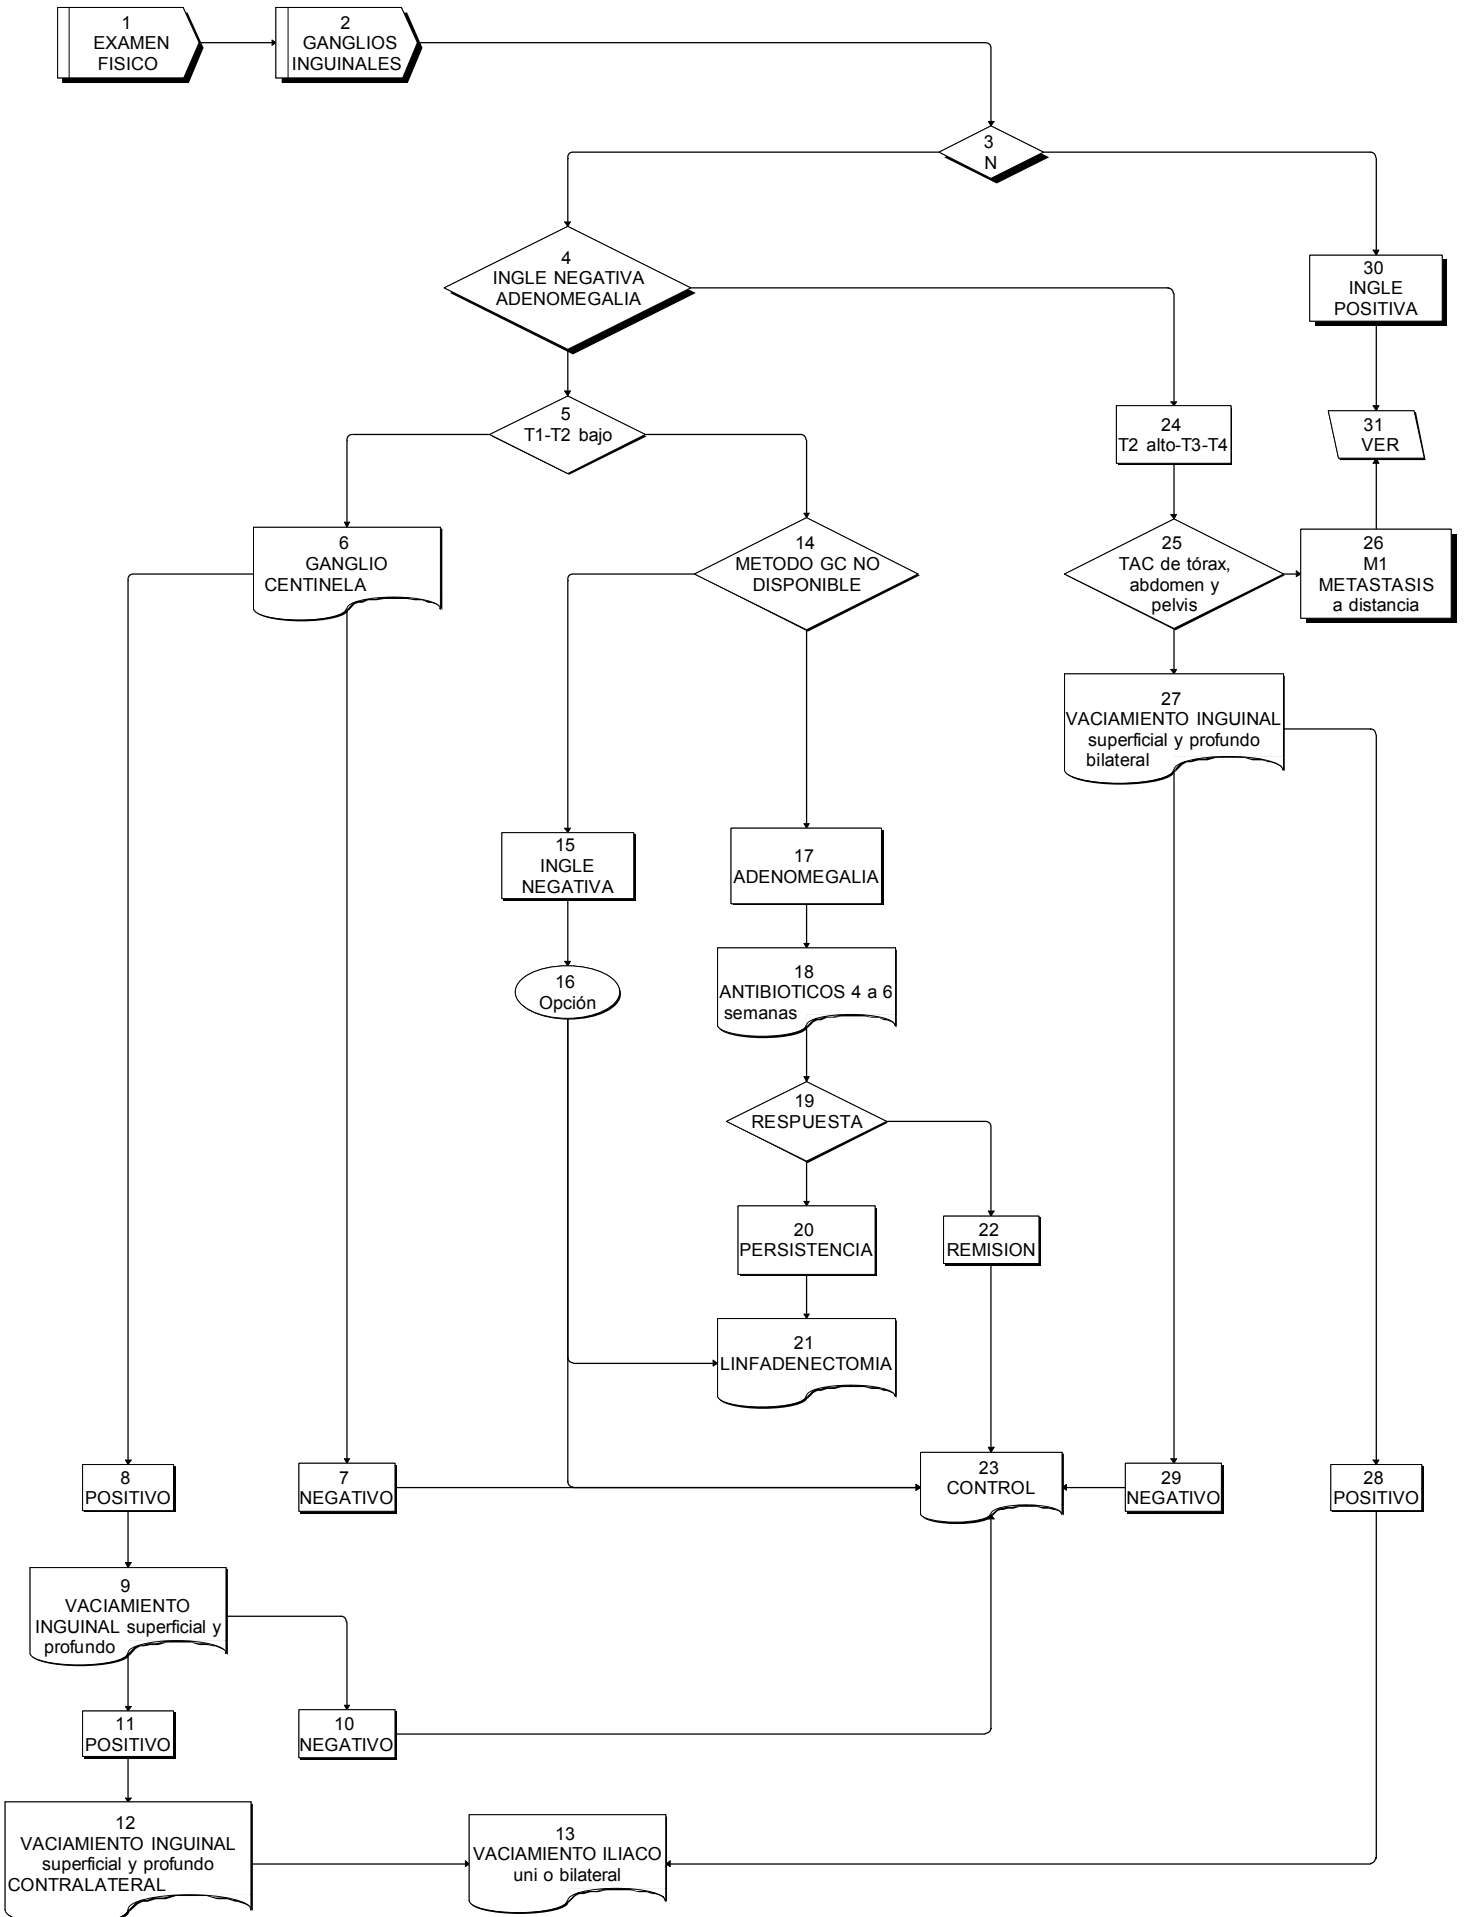 1
EXAMEN
FISICO
2
GANGLIOS
INGUINALES
3
N
4
INGLE NEGATIVA
ADENOMEGALIA
30
INGLE
POSITIVA
5
T1-T2 bajo
24
T2 alto-T3-T4
31
VER
6
GANGLIO
CENTINELA
14
METODO GC NO
DISPONIBLE
25
TAC de tórax,
abdomen y
pelvis
26
M1
METASTASIS
a distancia
27
VACIAMIENTO INGUINAL
superficial y profundo
bilateral
15
INGLE
NEGATIVA
17
ADENOMEGALIA
16
Opción
18
ANTIBIOTICOS 4 a 6
semanas
19
RESPUESTA
20
PERSISTENCIA
22
REMISION
21
LINFADENECTOMIA
8
POSITIVO
7
NEGATIVO
23
CONTROL
29
NEGATIVO
28
POSITIVO
9
VACIAMIENTO
INGUINAL superficial y
profundo
11
POSITIVO
10
NEGATIVO
12
VACIAMIENTO INGUINAL
superficial y profundo
CONTRALATERAL
13
VACIAMIENTO ILIACO
uni o bilateral